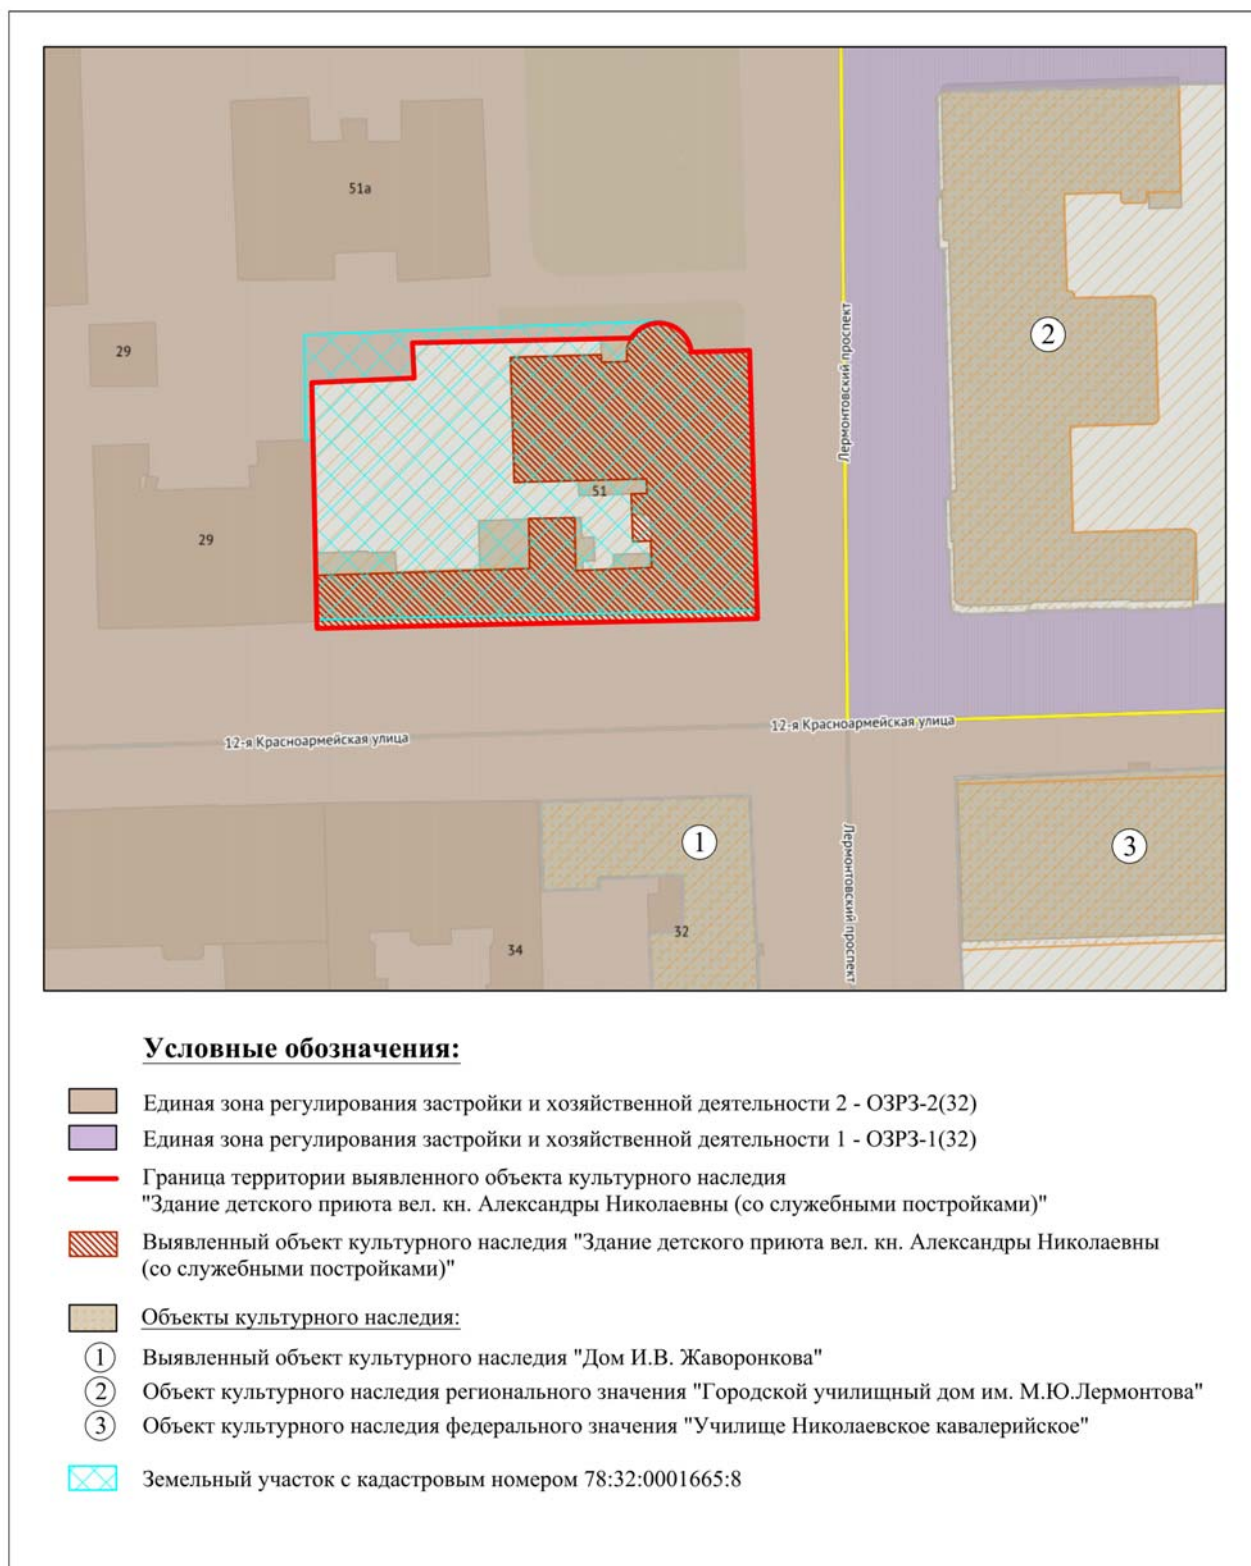 51а
Лермонтовский проспект
2
29
51
29
12-я Красноармейская улица
12-я Красноармейская улица
1
Лермонтовский проспект
3
32
34
Условные обозначения:
Единая зона регулирования застройки и хозяйственной деятельности 2 - ОЗРЗ-2(32)
Единая зона регулирования застройки и хозяйственной деятельности 1 - ОЗРЗ-1(32)
Граница территории выявленного объекта культурного наследия
"Здание детского приюта вел. кн. Александры Николаевны (со служебными постройками)"
Выявленный объект культурного наследия "Здание детского приюта вел. кн. Александры Николаевны
(со служебными постройками)"
Объекты культурного наследия:
1 Выявленный объект культурного наследия "Дом И.В. Жаворонкова"
2 Объект культурного наследия регионального значения "Городской училищный дом им. М.Ю.Лермонтова"
3 Объект культурного наследия федерального значения "Училище Николаевское кавалерийское"
Земельный участок с кадастровым номером 78:32:0001665:8